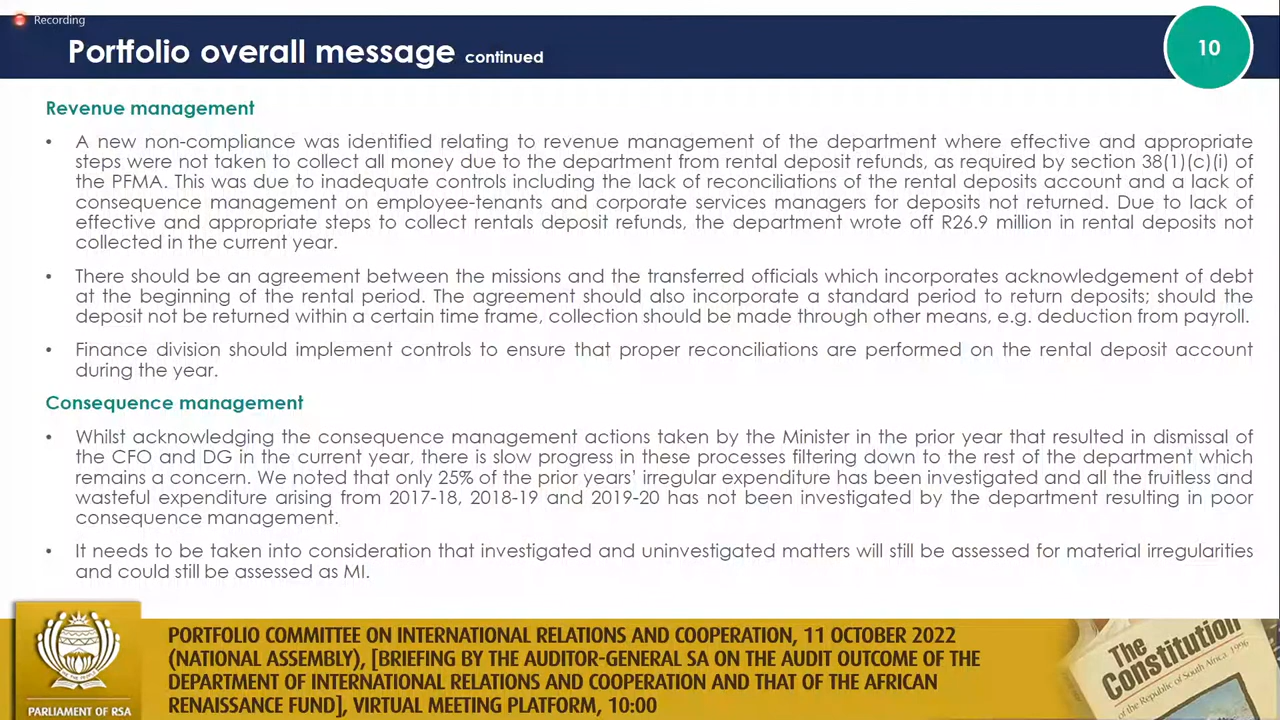 Recording
Portfolio overall message continued
10
Revenue management
• A new non-compliance was identified relating to revenue management of the department where effective and appropriate
steps were not taken to collect all money due to the department from rental deposit refunds, as required by section 38(1)(c)(i) of
the PFMA. This was due to inadequate controls including the lack of reconciliations of the rental deposits account and a lack of
consequence management on employee-tenants and corporate services managers for deposits not returned. Due to lack of
effective and appropriate steps to collect rentals deposit refunds, the department wrote off R26.9 million in rental deposits not
collected in the current year.
• There should be an agreement between the missions and the transferred officials which incorporates acknowledgement of debt
at the beginning of the rental period. The agreement should also incorporate a standard period to return deposits; should the
deposit not be returned within a certain time frame, collection should be made through other means, e.g. deduction from payroll.
• Finance division should implement controls to ensure that proper reconciliations are performed on the rental deposit account
during the year.
Consequence management
• Whilst acknowledging the consequence management actions taken by the Minister in the prior year that resulted in dismissal of
the CFO and DG in the current year, there is slow progress in these processes filtering down to the rest of the department which
remains a concern. We noted that only 25% of the prior years' irregular expenditure has been investigated and all the fruitless and
wasteful expenditure arising from 2017-18, 2018-19 and 2019-20 has not been investigated by the department resulting in poor
consequence management.
• It needs to be taken into consideration that investigated and uninvestigated matters will still be assessed for material irregularities
and could still be assessed as MI.
PORTFOLIO COMMITTEE ON INTERNATIONAL RELATIONS AND COOPERATION, 11 OCTOBER 2022
(NATIONAL ASSEMBLY), [BRIEFING BY THE AUDITOR-GENERAL SA ON THE AUDIT OUTCOME OF THE
DEPARTMENT OF INTERNATIONAL RELATIONS AND COOPERATION AND THAT OF THE AFRICAN
RENAISSANCE FUND], VIRTUAL MEETING PLATFORM, 10:00
PARLIAMENT OF RSA
The
Constitution
of the Republic of South Africa, 1996